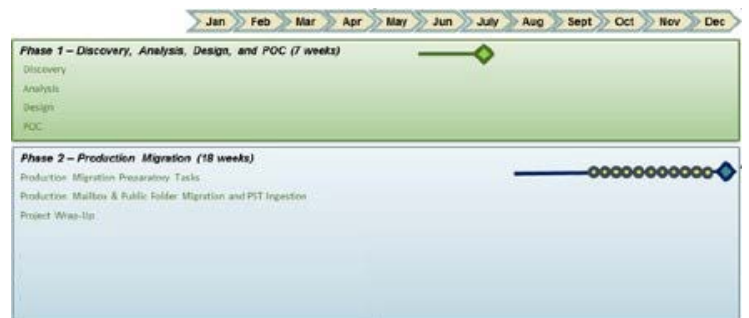 Jan Feb Mar Apr May Jun July Aug Sept Oct Nov Dec
Phase 1 – Discovery, Analysis, Design, and POC (7 weeks)
Discovery
Analysis
Design
POC
Phase 2 – Production Migration (18 weeks)
Production Migration Preparatory Tasks
Production Mailbox & Public Folder Migration and PST Ingestion
Project Wrap-Up